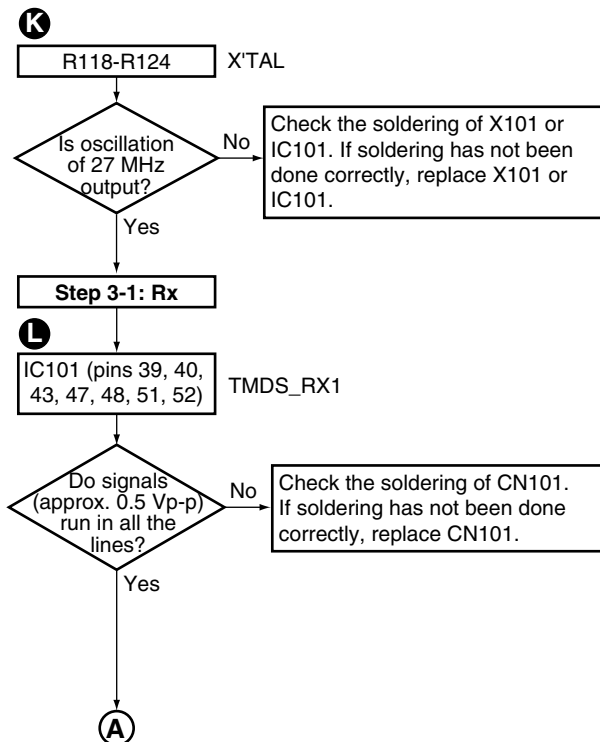 K
R118-R124 X'TAL
Is oscillation
of 27 MHz
output?
No
Check the soldering of X101 or
IC101. If soldering has not been
done correctly, replace X101 or
IC101.
Yes
Step 3-1: Rx
L
IC101 (pins 39, 40,
43, 47, 48, 51, 52)
TMDS_RX1
Do signals
(approx. 0.5 Vp-p)
run in all the
lines?
No
Check the soldering of CN101.
If soldering has not been done
correctly, replace CN101.
Yes
A